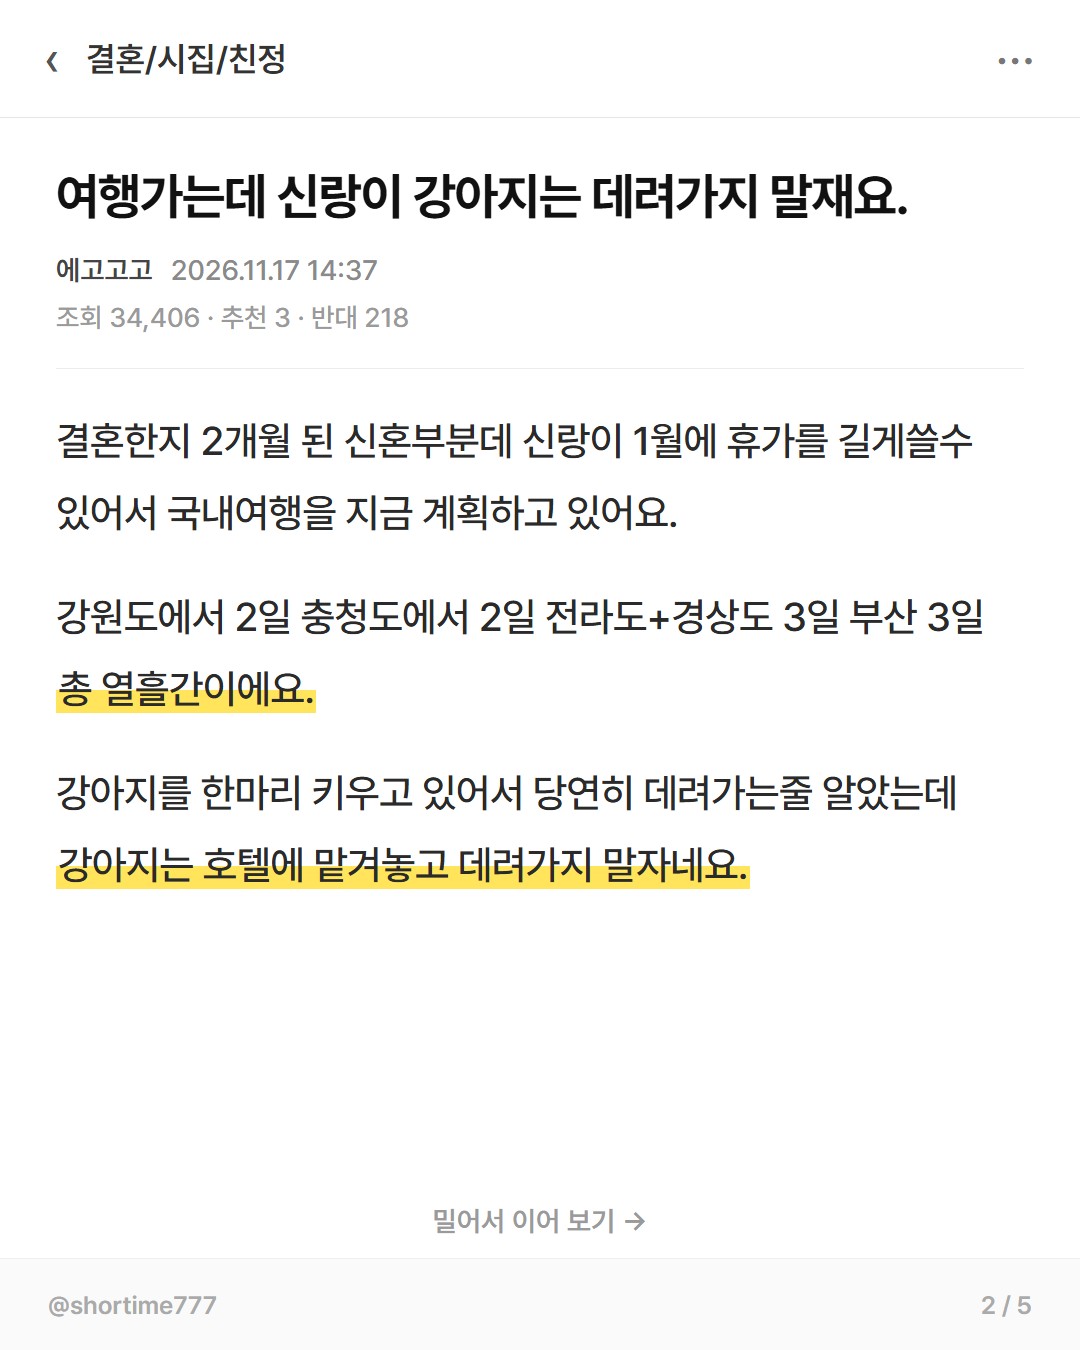 결혼/시집/친정
여행가는데 신랑이 강아지는 데려가지 말재요.
에고고고 2026.11.17 14:37
조회 34,406 · 추천 3 · 반대 218
결혼한지 2개월 된 신혼부분데 신랑이 1월에 휴가를 길게쓸수
있어서 국내여행을 지금 계획하고 있어요.
강원도에서 2일 충청도에서 2일 전라도+경상도 3일 부산 3일
총 열흘간이에요.
강아지를 한마리 키우고 있어서 당연히 데려가는줄 알았는데
강아지는 호텔에 맡겨놓고 데려가지 말자네요.
밀어서 이어 보기 →
@shortime777
2 / 5